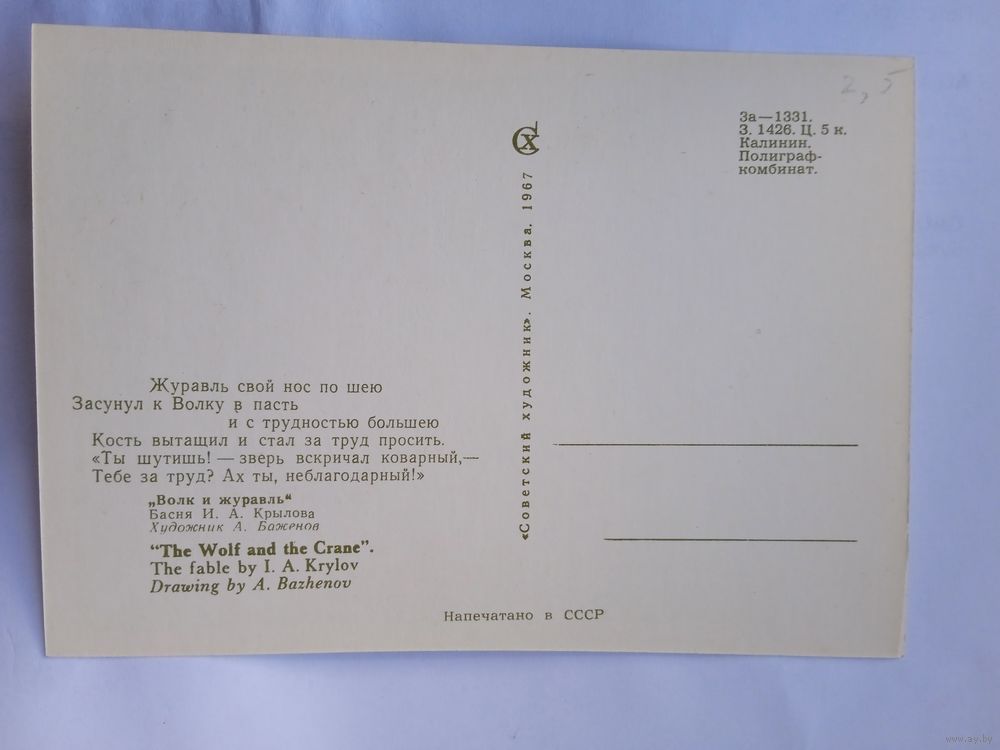 2,5
За—1331.
З. 1426. Ц. 5 к.
Калинин.
Полиграф-
комбинат.
СХ
«Советский художник». Москва. 1967
Журавль свой нос по шею
Засунул к Волку в пасть
и с трудностью большею
Кость вытащил и стал за труд просить.
«Ты шутишь! — зверь вскричал коварный,—
Тебе за труд? Ах ты, неблагодарный!»
„Волк и журавль“
Басня И. А. Крылова
Художник А. Баженов
“The Wolf and the Crane”.
The fable by I. A. Krylov
Drawing by A. Bazhenov
Напечатано в СССР
www.ay.by